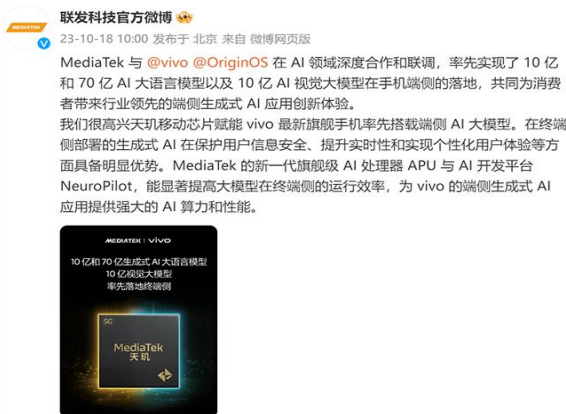 MEDIATEK
联发科技官方微博
23-10-18 10:00 发布于 北京 来自 微博网页版
MediaTek 与 @vivo @OriginOS 在 AI 领域深度合作和联调，率先实现了 10 亿
和 70 亿 AI 大语言模型以及 10 亿 AI 视觉大模型在手机端侧的落地，共同为消费
者带来行业领先的端侧生成式 AI 应用创新体验。
我们很高兴天玑移动芯片赋能 vivo 最新旗舰手机率先搭载端侧 AI 大模型。在终端
侧部署的生成式 AI 在保护用户信息安全、提升实时性和实现个性化用户体验等方
面具备明显优势。MediaTek 的新一代旗舰级 AI 处理器 APU 与 AI 开发平台
NeuroPilot，能显著提高大模型在终端侧的运行效率，为 vivo 的端侧生成式 AI
应用提供强大的 AI 算力和性能。
MEDIATEK | vivo
10 亿和 70 亿生成式 AI 大语言模型
10 亿视觉大模型
率先落地终端侧
5G
MediaTek
天玑